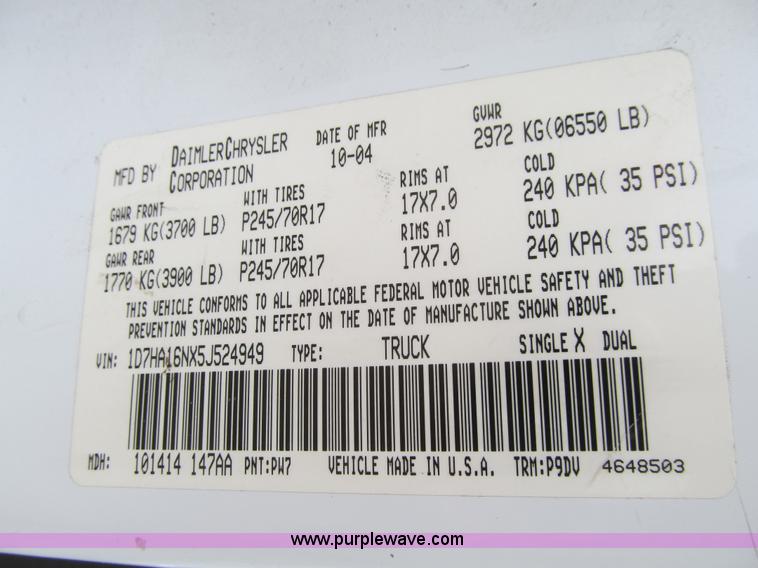 MFD BY DAIMLERCHRYSLER CORPORATION DATE OF MFR 10-04 GVWR 2972 KG(06550 LB)
GAWR FRONT WITH TIRES RIMS AT COLD
1679 KG(3700 LB) P245/70R17 17X7.0 240 KPA( 35 PSI)
GAWR REAR WITH TIRES RIMS AT COLD
1770 KG(3900 LB) P245/70R17 17X7.0 240 KPA( 35 PSI)
THIS VEHICLE CONFORMS TO ALL APPLICABLE FEDERAL MOTOR VEHICLE SAFETY AND THEFT
PREVENTION STANDARDS IN EFFECT ON THE DATE OF MANUFACTURE SHOWN ABOVE.
VIN: 1D7HA16NX5J524949 TYPE: TRUCK SINGLE X DUAL
MDH: 101414 147AA PNT:PW7 VEHICLE MADE IN U.S.A. TRM:P9DV 4648503
www.purplewave.com